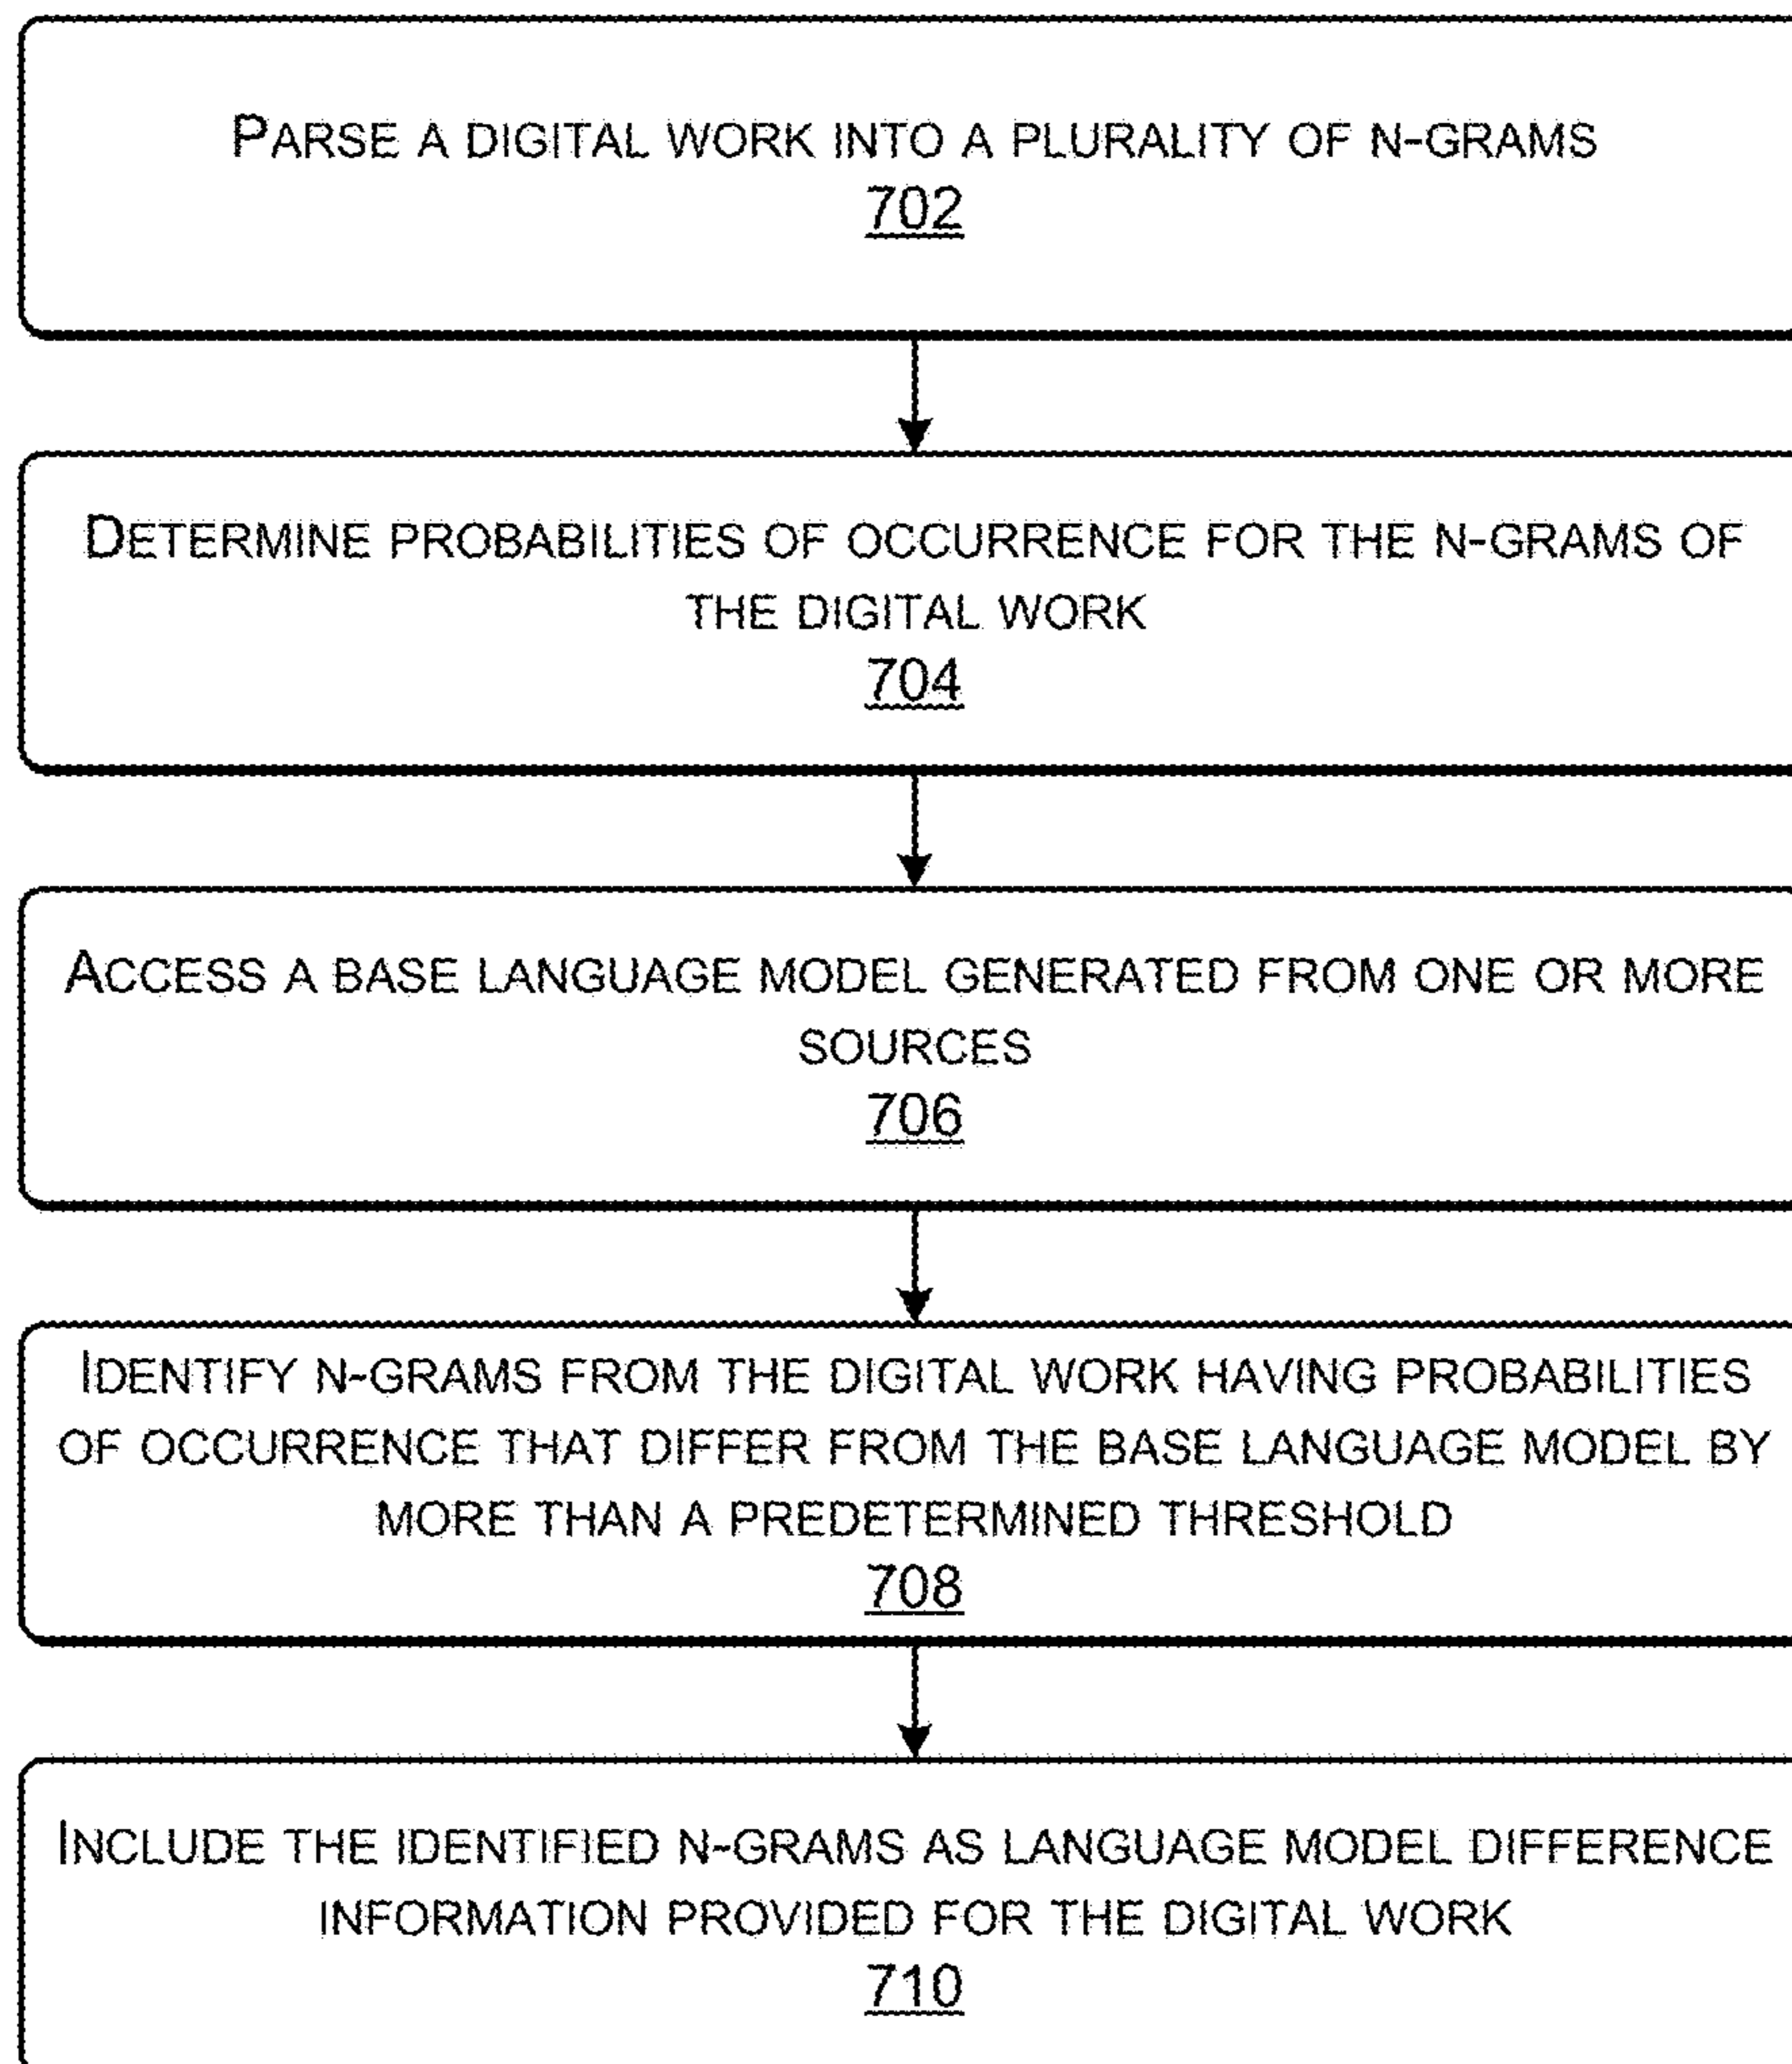 PARSE A DIGITAL WORK INTO A PLURALITY OF N-GRAMS
702
DETERMINE PROBABILITIES OF OCCURRENCE FOR THE N-GRAMS OF
THE DIGITAL WORK
704
ACCESS A BASE LANGUAGE MODEL GENERATED FROM ONE OR MORE
SOURCES
706
IDENTIFY N-GRAMS FROM THE DIGITAL WORK HAVING PROBABILITIES
OF OCCURRENCE THAT DIFFER FROM THE BASE LANGUAGE MODEL BY
MORE THAN A PREDETERMINED THRESHOLD
708
INCLUDE THE IDENTIFIED N-GRAMS AS LANGUAGE MODEL DIFFERENCE
INFORMATION PROVIDED FOR THE DIGITAL WORK
710